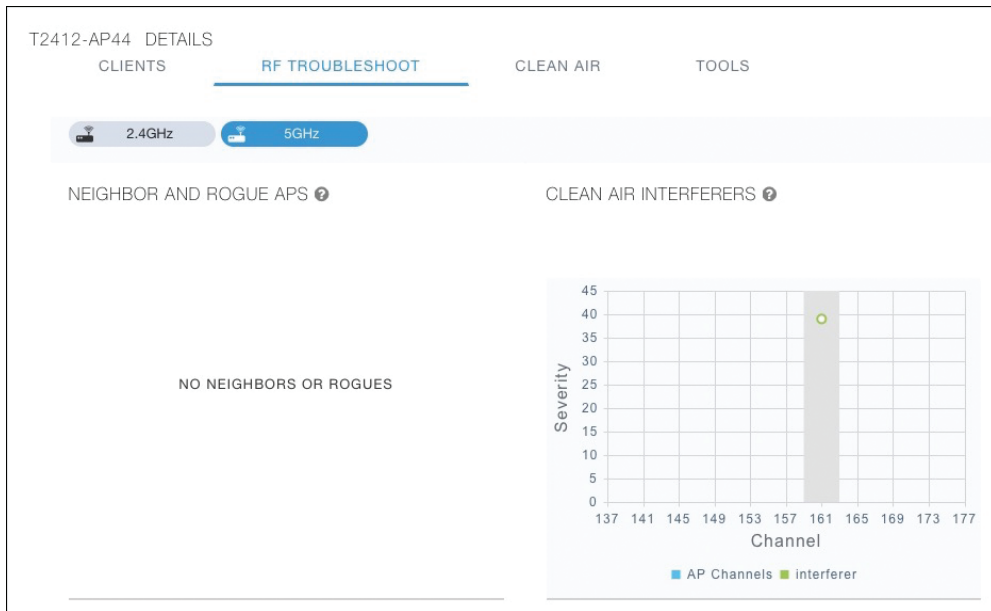 T2412-AP44 DETAILS
CLIENTS RF TROUBLESHOOT CLEAN AIR TOOLS
2.4GHz 5GHz
NEIGHBOR AND ROGUE APS ?
NO NEIGHBORS OR ROGUES
CLEAN AIR INTERFERERS ?
45
40
35
30
25
20
15
10
5
0
Severity
137 141 145 149 153 157 161 165 169 173 177
Channel
AP Channels interferer